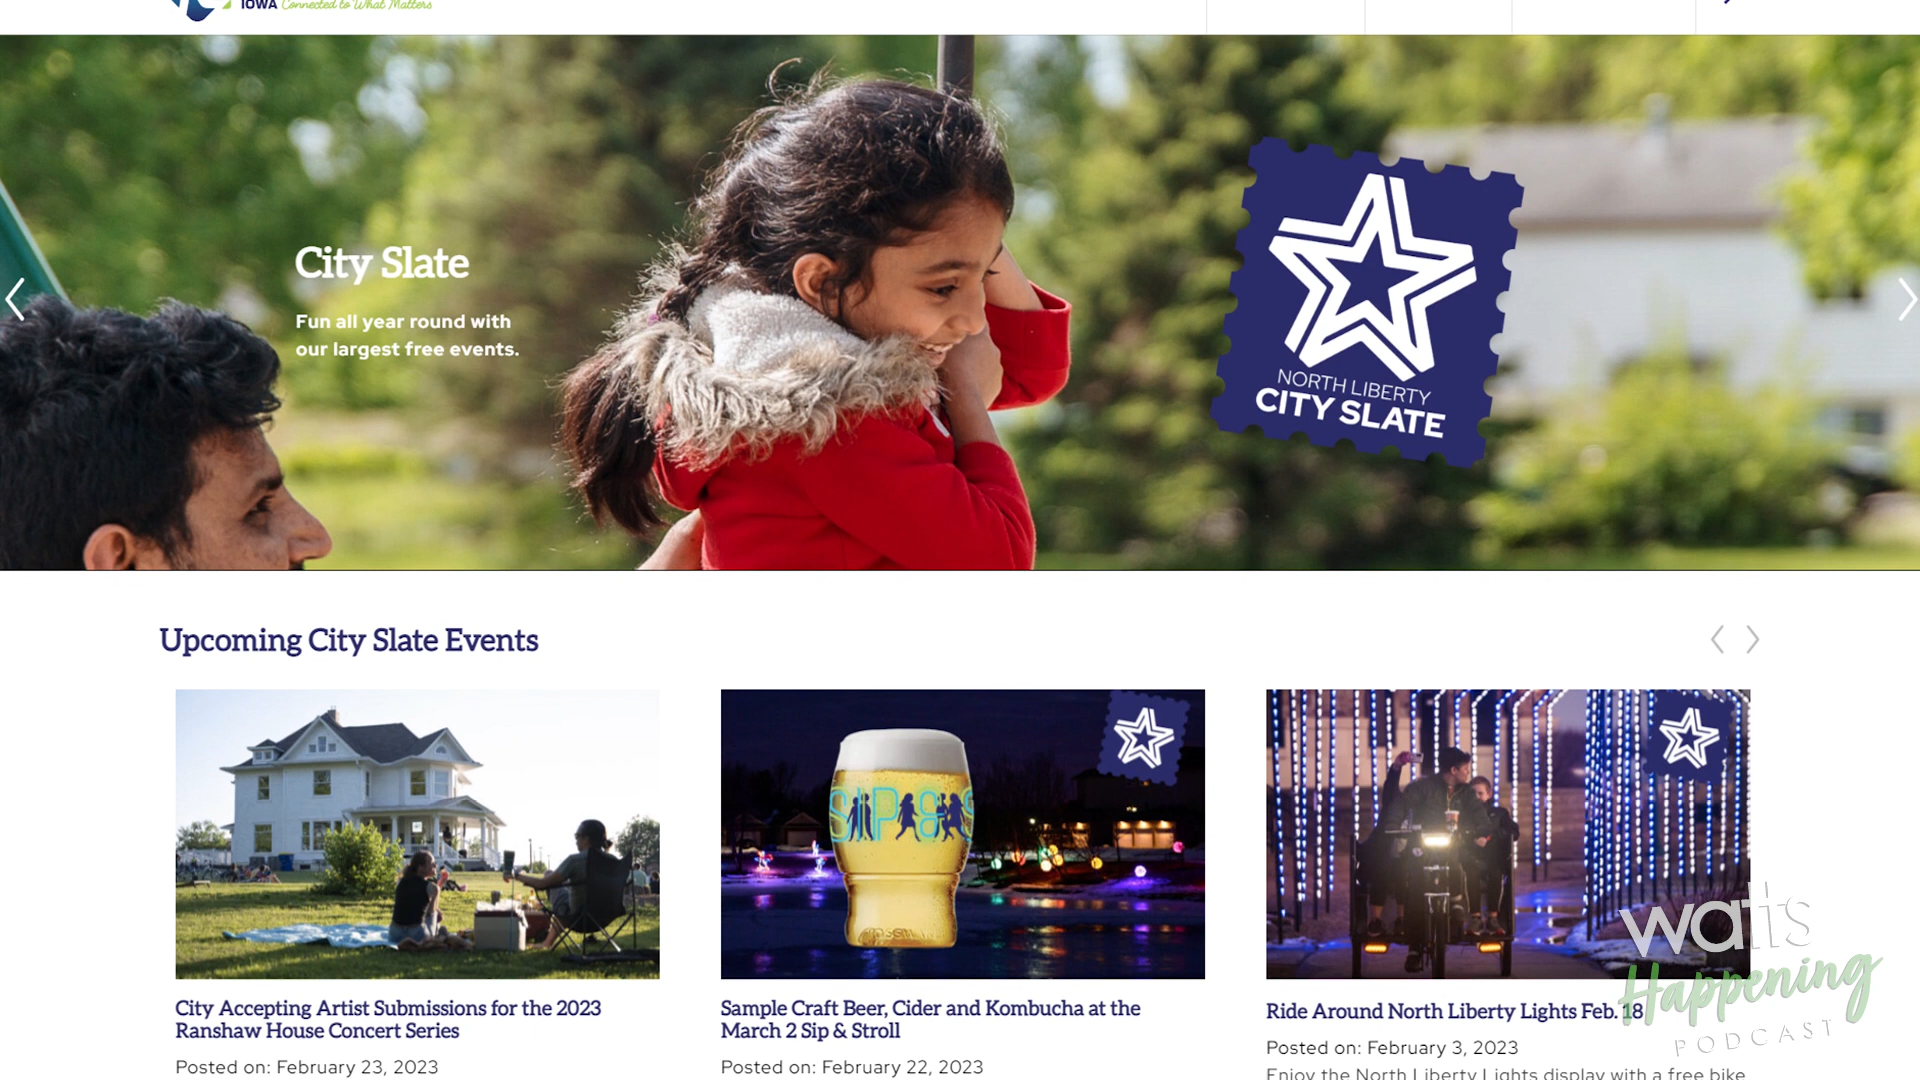 IOWA Connected to What Matters
City Slate
Fun all year round with
our largest free events.
NORTH LIBERTY
CITY SLATE
Upcoming City Slate Events
SIP & S
City Accepting Artist Submissions for the 2023
Ranshaw House Concert Series
Posted on: February 23, 2023
Sample Craft Beer, Cider and Kombucha at the
March 2 Sip & Stroll
Posted on: February 22, 2023
Ride Around North Liberty Lights Feb. 18
Posted on: February 3, 2023
Enjoy the North Liberty Lights display with a free bike
watts
Happening
PODCAST